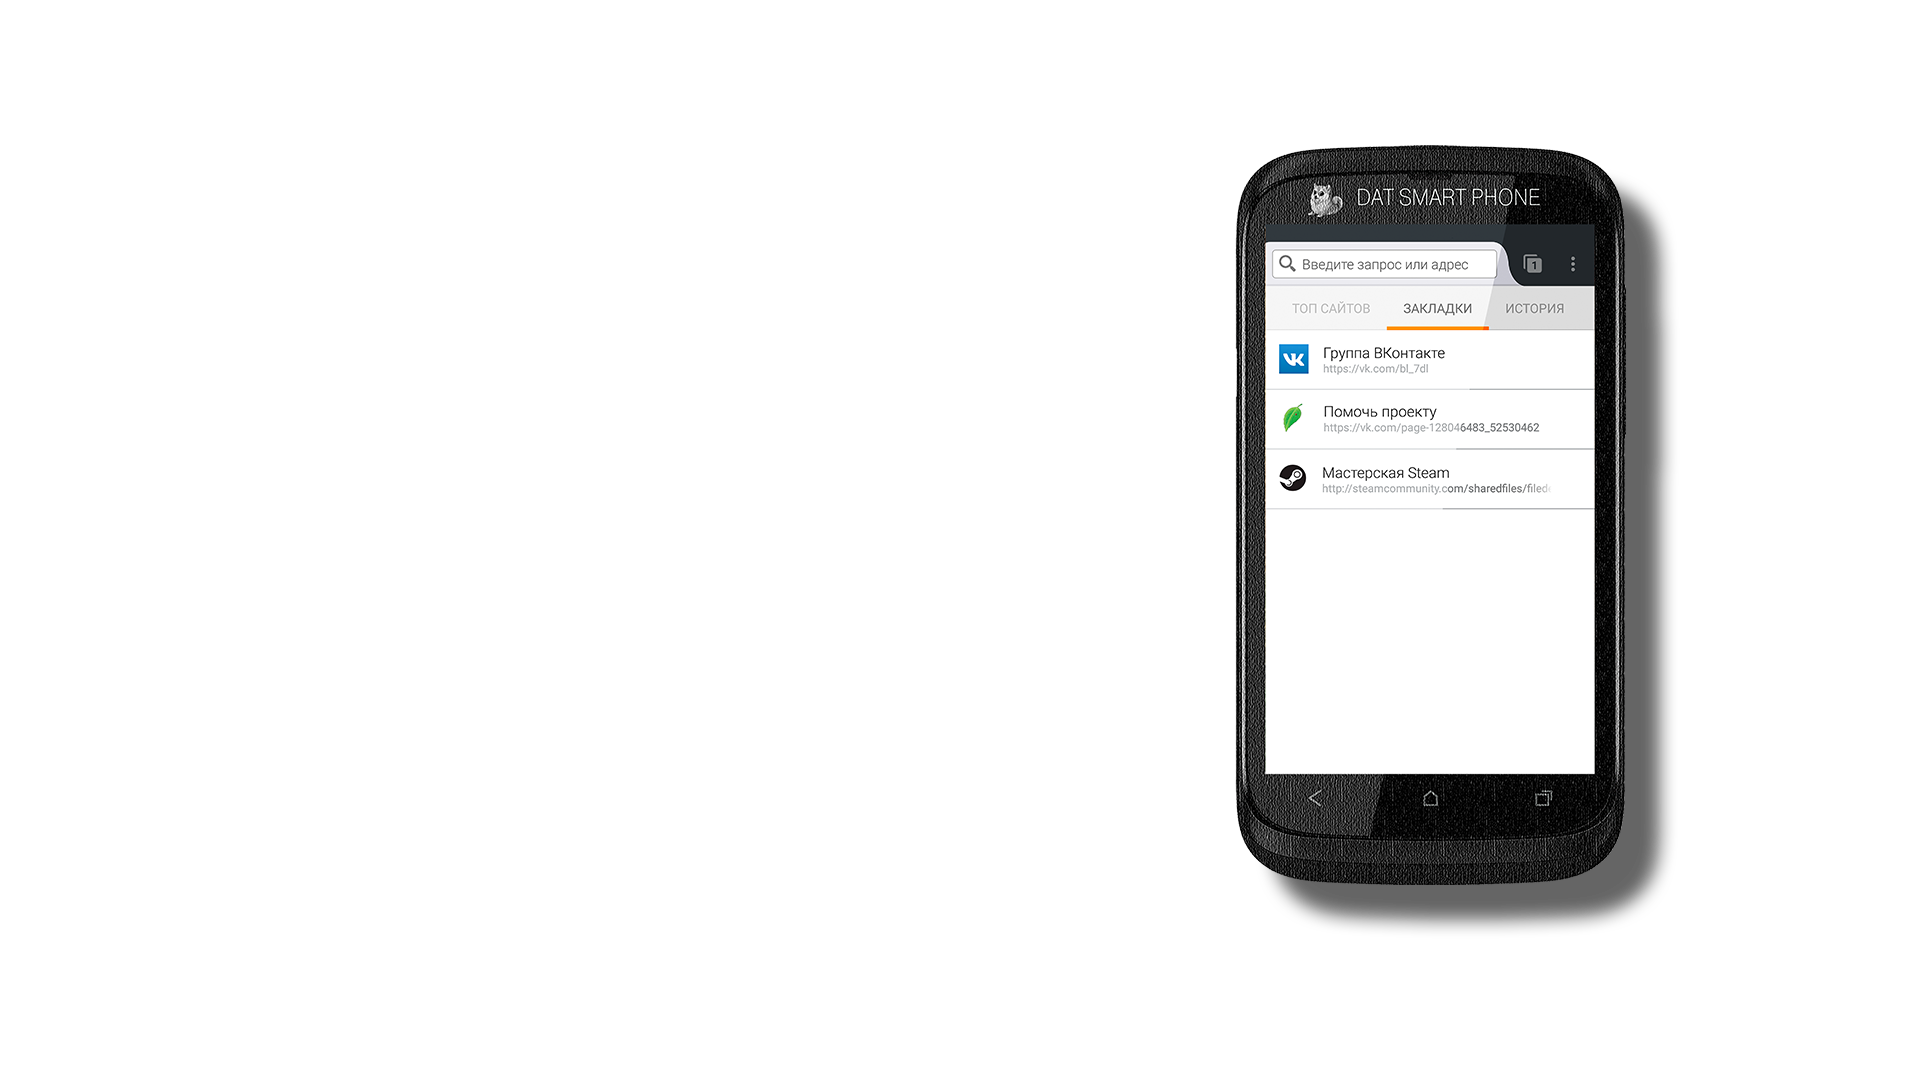 DAT SMART PHONE
Введите запрос или адрес
1
ТОП САЙТОВ
ЗАКЛАДКИ
ИСТОРИЯ
Группа ВКонтакте
https://vk.com/bl_7dl
Помочь проекту
https://vk.com/page-128046483_52530462
Мастерская Steam
http://steamcommunity.com/sharedfiles/filed